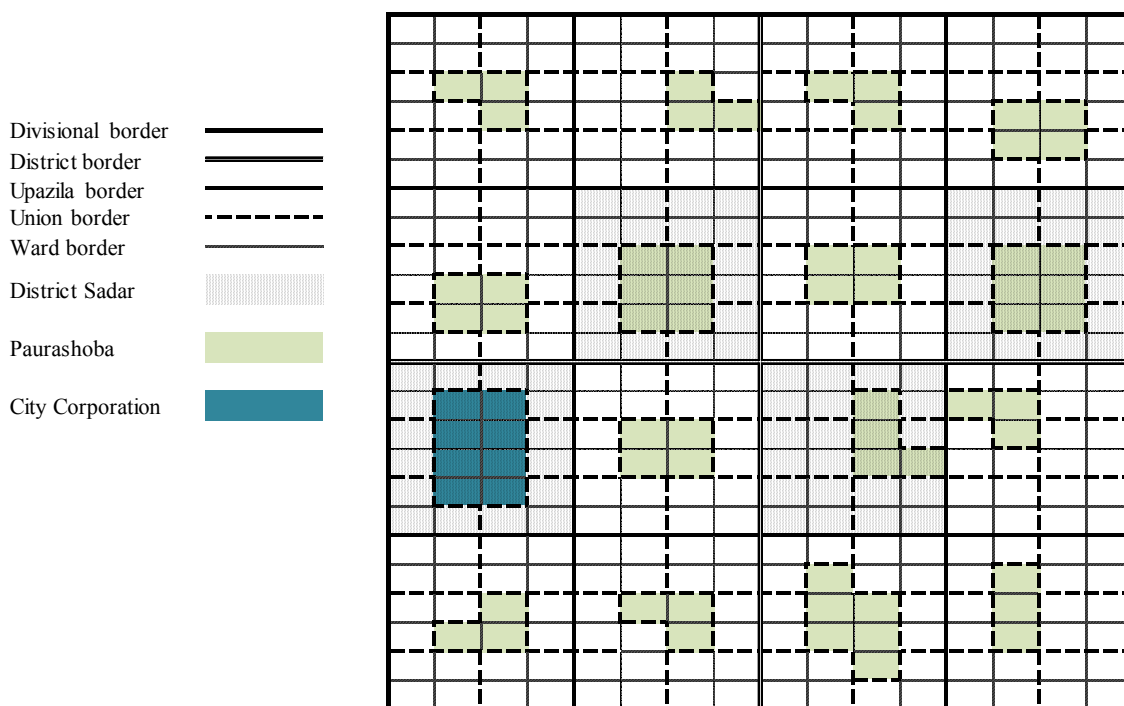 Divisional border
District border
Upazila border
Union border
Ward border
District Sadar
Paurashoba
City Corporation